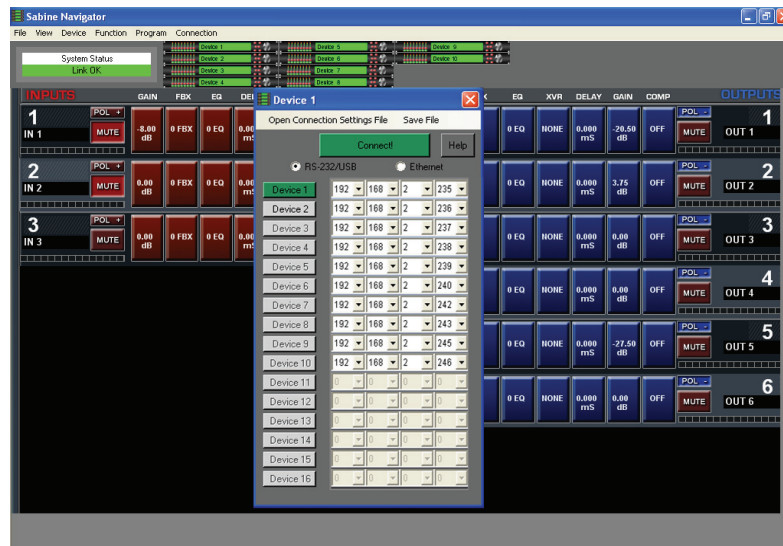 Sabine Navigator
File View Device Function Program Connection
System Status
Link OK
Device 1 Device 5 Device 9
Device 2 Device 6 Device 10
Device 3 Device 7
Device 4 Device 8
INPUTS GAIN FBX EQ DEL
EQ XVR DELAY GAIN COMP OUTPUTS
1 POL +
IN 1 MUTE -8.00 dB 0 FBX 0 EQ 0.00
2 POL +
IN 2 MUTE 0.00 dB 0 FBX 0 EQ 0.00
3 POL +
IN 3 MUTE 0.00 dB 0 FBX 0 EQ 0.00
Device 1
Open Connection Settings File Save File
Connect! Help
RS-232/USB Ethernet
Device 1 192 168 2 235
Device 2 192 168 2 236
Device 3 192 168 2 237
Device 4 192 168 2 238
Device 5 192 168 2 239
Device 6 192 168 2 240
Device 7 192 168 2 242
Device 8 192 168 2 243
Device 9 192 168 2 245
Device 10 192 168 2 246
Device 11 0 0 0 0
Device 12 0 0 0 0
Device 13 0 0 0 0
Device 14 0 0 0 0
Device 15 0 0 0 0
Device 16 0 0 0 0
POL - 1
0 EQ NONE 0.000 mS -20.50 dB OFF MUTE OUT 1
POL - 2
0 EQ NONE 0.000 mS 3.75 dB OFF MUTE OUT 2
POL - 3
0 EQ NONE 0.000 mS 0.00 dB OFF MUTE OUT 3
POL - 4
0 EQ NONE 0.000 mS 0.00 dB OFF MUTE OUT 4
POL - 5
0 EQ NONE 0.000 mS -27.50 dB OFF MUTE OUT 5
POL - 6
0 EQ NONE 0.000 mS 0.00 dB OFF MUTE OUT 6